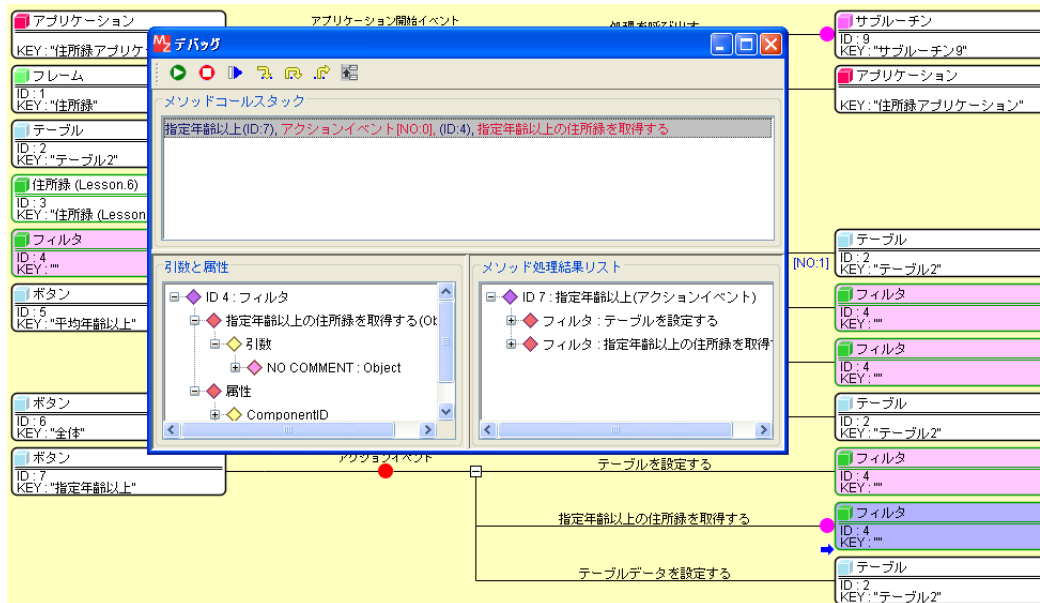 アプリケーション
KEY : "住所録アプリケ
フレーム
ID : 1
KEY : "住所録"
テーブル
ID : 2
KEY : "テーブル2"
住所録 (Lesson.6)
ID : 3
KEY : "住所録 (Lesson
フィルタ
ID : 4
KEY : ""
ボタン
ID : 5
KEY : "平均年齢以上"
ボタン
ID : 6
KEY : "全体"
ボタン
ID : 7
KEY : "指定年齢以上"
アプリケーション開始イベント
処理を呼び出す
デバッグ
メソッドコールスタック
指定年齢以上(ID:7), アクションイベント[NO:0], (ID:4), 指定年齢以上の住所録を取得する
引数と属性
ID 4 : フィルタ
指定年齢以上の住所録を取得する(Ob
引数
NO COMMENT : Object
属性
ComponentID
メソッド処理結果リスト
ID 7 : 指定年齢以上(アクションイベント)
フィルタ : テーブルを設定する
フィルタ : 指定年齢以上の住所録を取得
アクションイベント
テーブルを設定する
指定年齢以上の住所録を取得する
テーブルデータを設定する
[NO:1]
サブルーチン
ID : 9
KEY : "サブルーチン9"
アプリケーション
KEY : "住所録アプリケーション"
テーブル
ID : 2
KEY : "テーブル2"
フィルタ
ID : 4
KEY : ""
フィルタ
ID : 4
KEY : ""
テーブル
ID : 2
KEY : "テーブル2"
フィルタ
ID : 4
KEY : ""
フィルタ
ID : 4
KEY : ""
テーブル
ID : 2
KEY : "テーブル2"